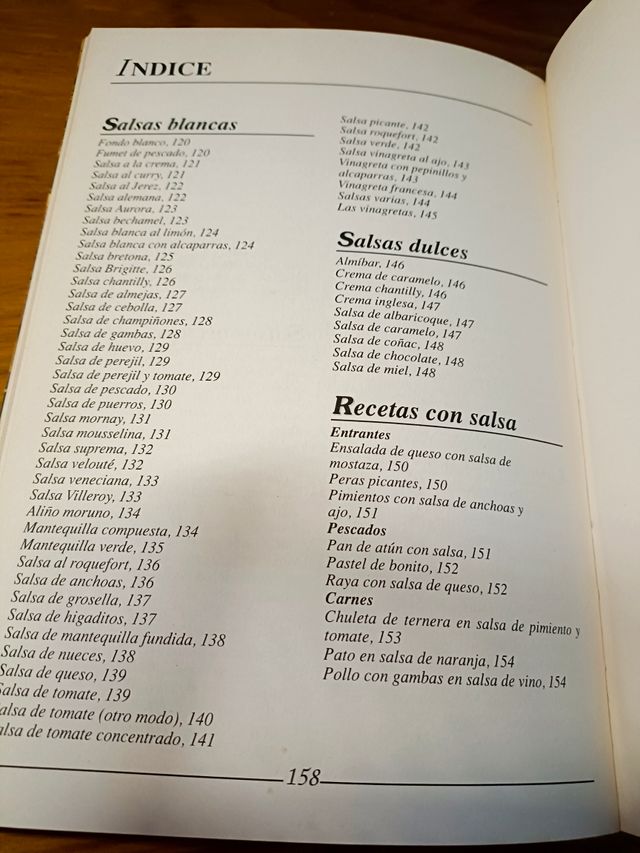 INDICE
Salsas blancas
Fondo blanco, 120
Fumet de pescado, 120
Salsa a la crema, 121
Salsa al curry, 121
Salsa al Jerez, 122
Salsa alemana, 122
Salsa Aurora, 123
Salsa bechamel, 123
Salsa blanca al limón, 124
Salsa blanca con alcaparras, 124
Salsa bretona, 125
Salsa Brigitte, 126
Salsa chantilly, 126
Salsa de almejas, 127
Salsa de cebolla, 127
Salsa de champiñones, 128
Salsa de gambas, 128
Salsa de huevo, 129
Salsa de perejil, 129
Salsa de perejil y tomate, 129
Salsa de pescado, 130
Salsa de puerros, 130
Salsa mornay, 131
Salsa mousselina, 131
Salsa suprema, 132
Salsa velouté, 132
Salsa veneciana, 133
Salsa Villeroy, 133
Aliño moruno, 134
Mantequilla compuesta, 134
Mantequilla verde, 135
Salsa al roquefort, 136
Salsa de anchoas, 136
Salsa de grosella, 137
Salsa de higaditos, 137
Salsa de mantequilla fundida, 138
Salsa de nueces, 138
Salsa de queso, 139
Salsa de tomate, 139
alsa de tomate (otro modo), 140
alsa de tomate concentrado, 141
Salsa picante, 142
Salsa roquefort, 142
Salsa verde, 142
Salsa vinagreta al ajo, 143
Vinagreta con pepinillos y
alcaparras, 143
Vinagreta francesa, 144
Salsas varias, 144
Las vinagretas, 145
Salsas dulces
Almíbar, 146
Crema de caramelo, 146
Crema chantilly, 146
Crema inglesa, 147
Salsa de albaricoque, 147
Salsa de caramelo, 147
Salsa de coñac, 148
Salsa de chocolate, 148
Salsa de miel, 148
Recetas con salsa
Entrantes
Ensalada de queso con salsa de
mostaza, 150
Peras picantes, 150
Pimientos con salsa de anchoas y
ajo, 151
Pescados
Pan de atún con salsa, 151
Pastel de bonito, 152
Raya con salsa de queso, 152
Carnes
Chuleta de ternera en salsa de pimiento y
tomate, 153
Pato en salsa de naranja, 154
Pollo con gambas en salsa de vino, 154
158